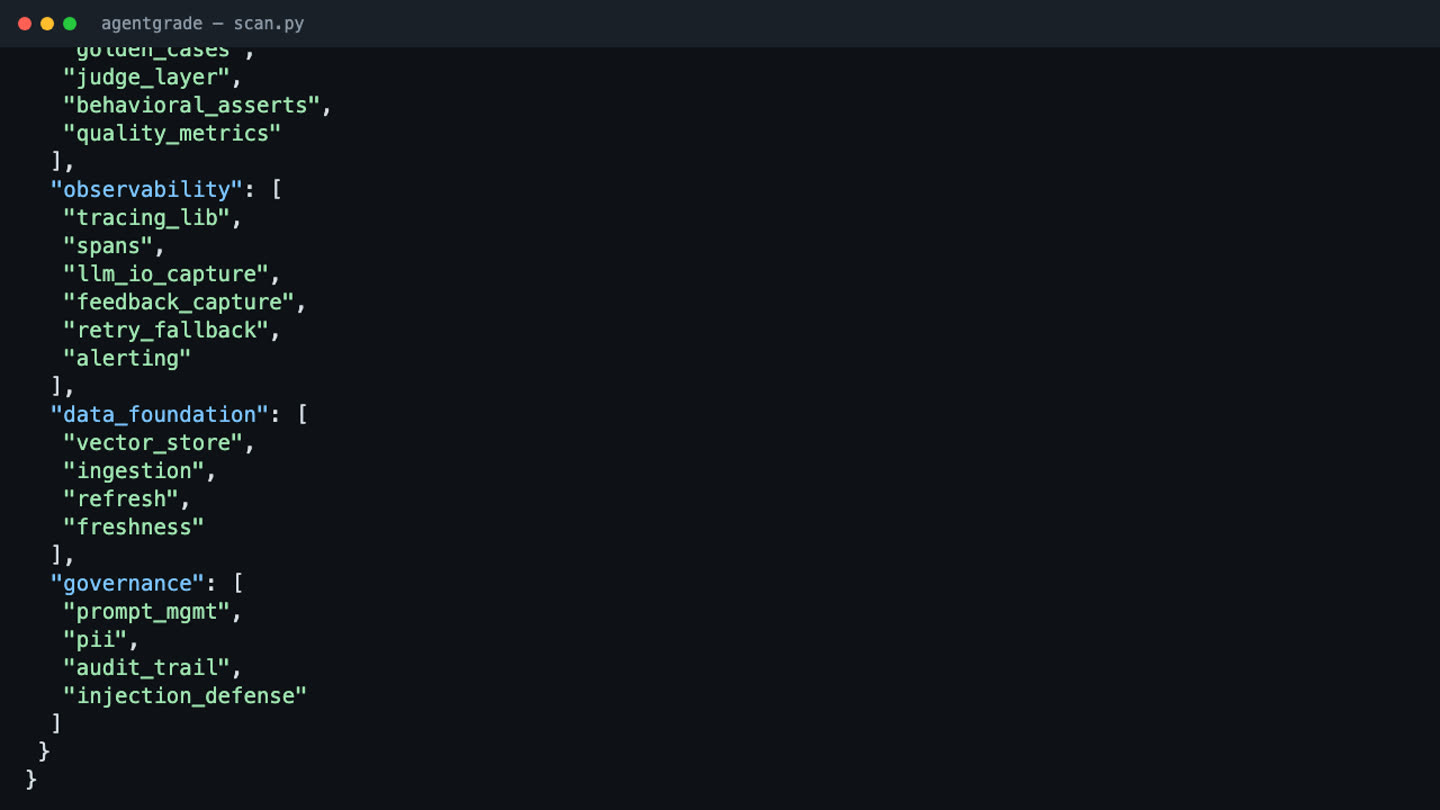 agentgrade — scan.py
"golden_cases",
"judge_layer",
"behavioral_asserts",
"quality_metrics"
],
"observability": [
"tracing_lib",
"spans",
"llm_io_capture",
"feedback_capture",
"retry_fallback",
"alerting"
],
"data_foundation": [
"vector_store",
"ingestion",
"refresh",
"freshness"
],
"governance": [
"prompt_mgmt",
"pii",
"audit_trail",
"injection_defense"
]
}
}